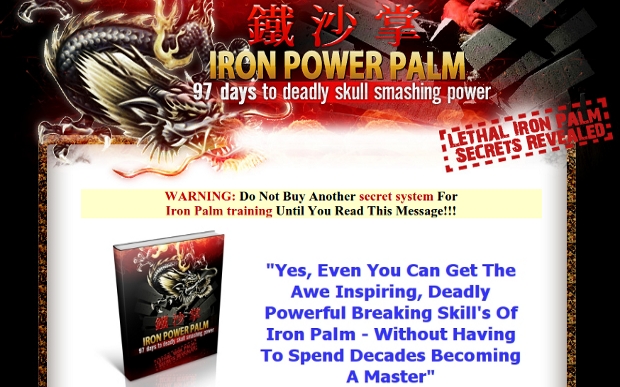 鐵沙掌
IRON POWER PALM
97 days to deadly skull smashing power
LETHAL IRON PALM
SECRETS REVEALED
WARNING: Do Not Buy Another secret system For
Iron Palm training Until You Read This Message!!!
鐵沙掌
IRON POWER PALM
97 days to deadly skull smashing power
"Yes, Even You Can Get The
Awe Inspiring, Deadly
Powerful Breaking Skill's Of
Iron Palm - Without Having
To Spend Decades Becoming
A Master"